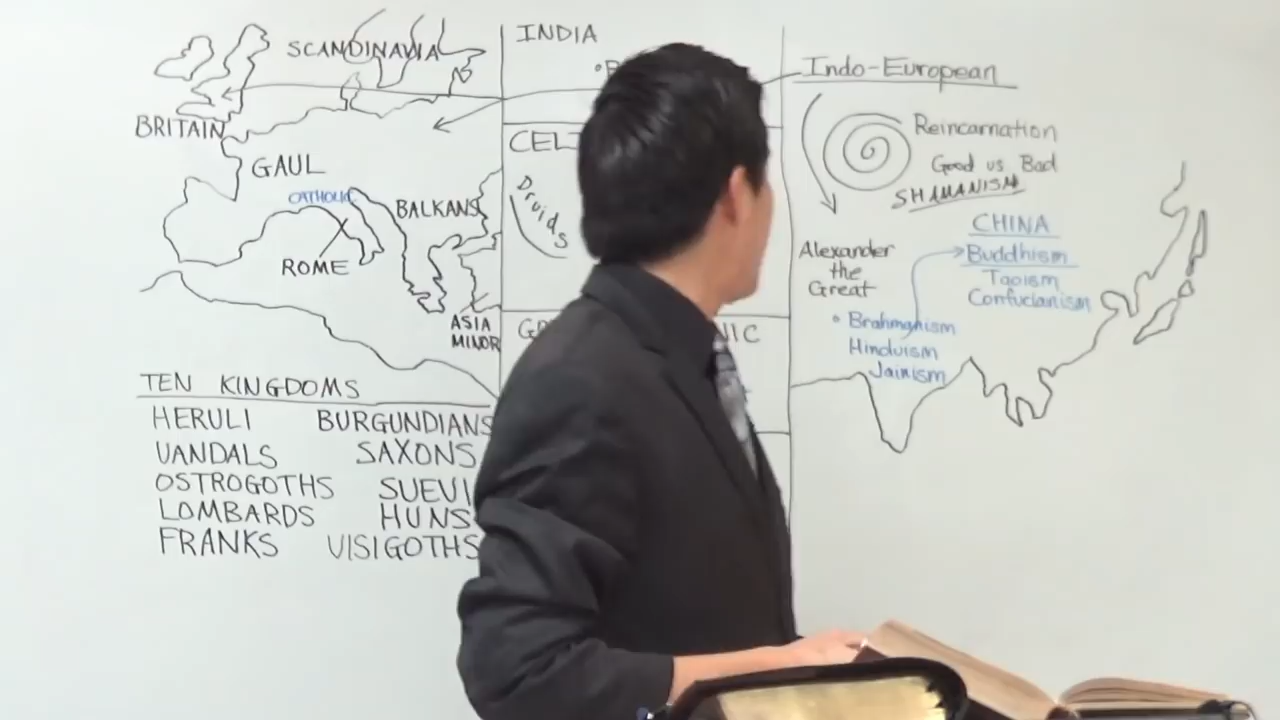 SCANDINAVIA
BRITAIN
GAUL
CATHOLIC
BALKANS
ROME
ASIA
MINOR
TEN KINGDOMS
HERULI BURGUNDIANS
VANDALS SAXONS
OSTROGOTHS SUEVI
LOMBARDS HUNS
FRANKS VISIGOTHS
INDIA
Druids
Indo-European
Reincarnation
Good vs. Bad
SHAMANISM
CHINA
Buddhism
Taoism
Confucianism
Alexander
the
Great
Brahmanism
Hinduism
Jainism